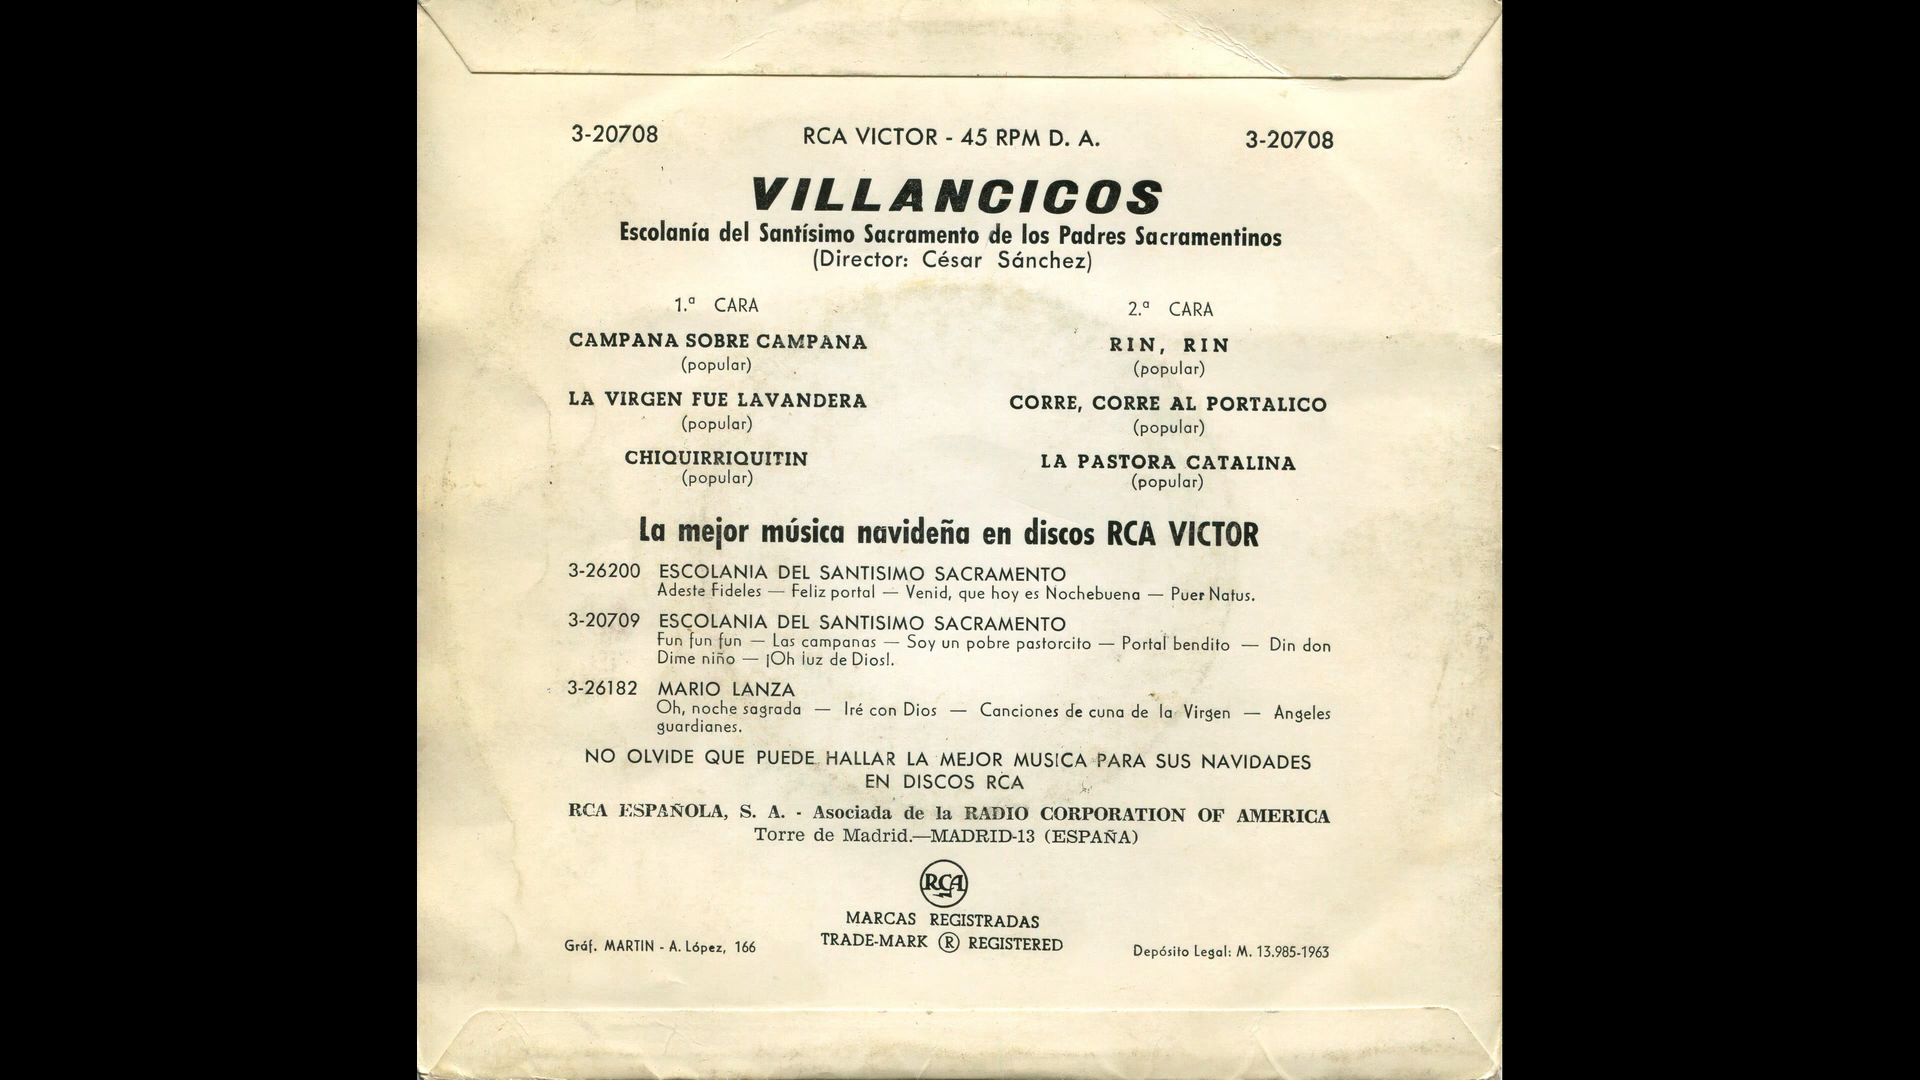 3-20708 RCA VICTOR - 45 RPM D. A. 3-20708
VILLANCICOS
Escolanía del Santísimo Sacramento de los Padres Sacramentinos
(Director: César Sánchez)
1.ª CARA
CAMPANA SOBRE CAMPANA
(popular)
LA VIRGEN FUE LAVANDERA
(popular)
CHIQUIRRIQUITIN
(popular)
2.ª CARA
RIN, RIN
(popular)
CORRE, CORRE AL PORTALICO
(popular)
LA PASTORA CATALINA
(popular)
La mejor música navideña en discos RCA VICTOR
3-26200 ESCOLANIA DEL SANTISIMO SACRAMENTO
Adeste Fideles — Feliz portal — Venid, que hoy es Nochebuena — Puer Natus.
3-20709 ESCOLANIA DEL SANTISIMO SACRAMENTO
Fun fun fun — Las campanas — Soy un pobre pastorcito — Portal bendito — Din don
Dime niño — ¡Oh luz de Dios!.
3-26182 MARIO LANZA
Oh, noche sagrada — Iré con Dios — Canciones de cuna de la Virgen — Angeles
guardianes.
NO OLVIDE QUE PUEDE HALLAR LA MEJOR MUSICA PARA SUS NAVIDADES
EN DISCOS RCA
RCA ESPAÑOLA, S. A. - Asociada de la RADIO CORPORATION OF AMERICA
Torre de Madrid.—MADRID-13 (ESPAÑA)
RCA
MARCAS REGISTRADAS
TRADE-MARK ® REGISTERED
Gráf. MARTIN - A. López, 166
Depósito Legal: M. 13.985-1963